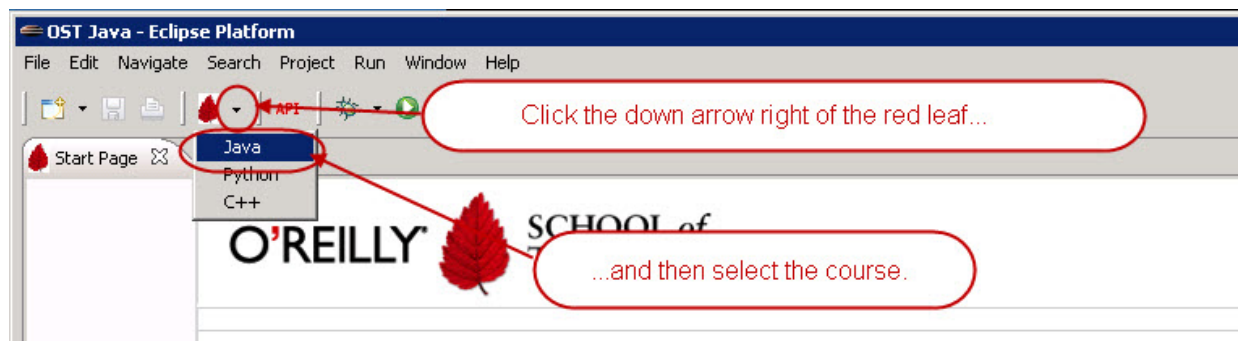 OST Java - Eclipse Platform
File Edit Navigate Search Project Run Window Help
API
Click the down arrow right of the red leaf...
Start Page
Java
Python
C++
O'REILLY
SCHOOL of
...and then select the course.